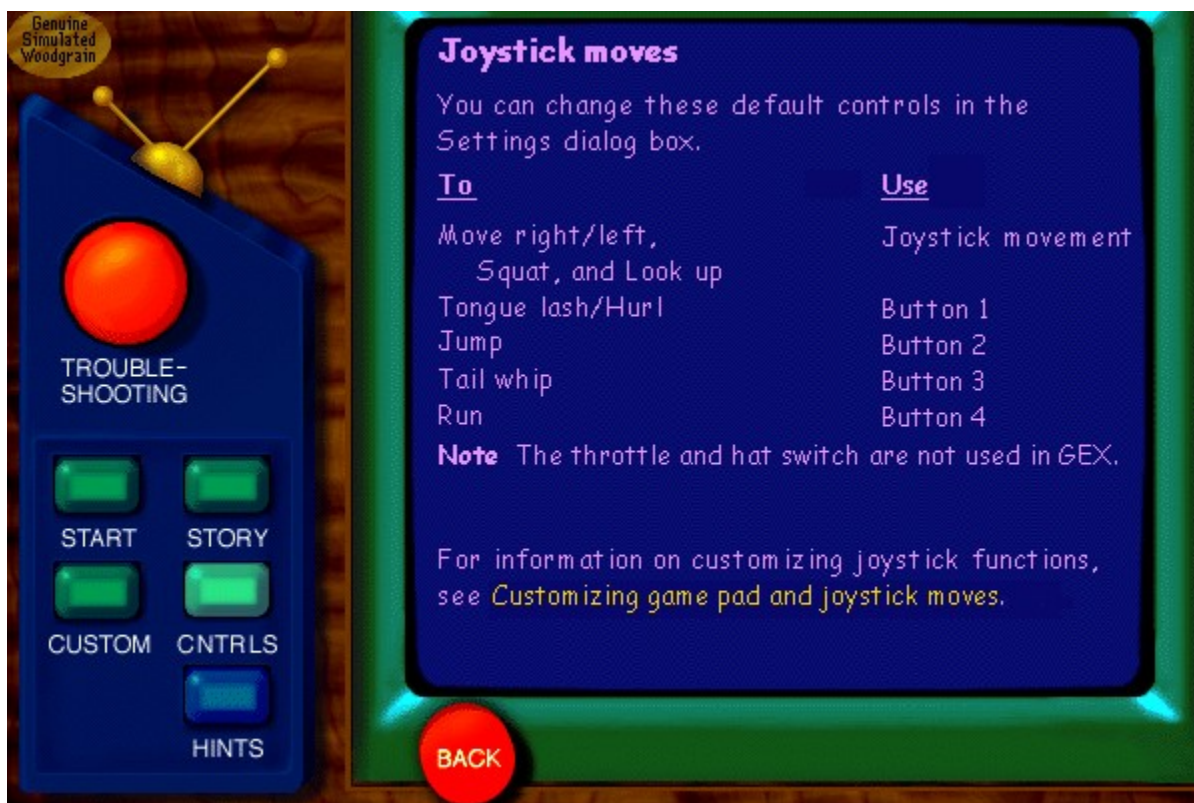 Genuine
Simulated
Woodgrain
TROUBLE-
SHOOTING
START STORY
CUSTOM CNTRLS
HINTS
Joystick moves
You can change these default controls in the
Settings dialog box.
To Use
Move right/left, Joystick movement
Squat, and Look up
Tongue lash/Hurl Button 1
Jump Button 2
Tail whip Button 3
Run Button 4
Note The throttle and hat switch are not used in GEX.
For information on customizing joystick functions,
see Customizing game pad and joystick moves.
BACK